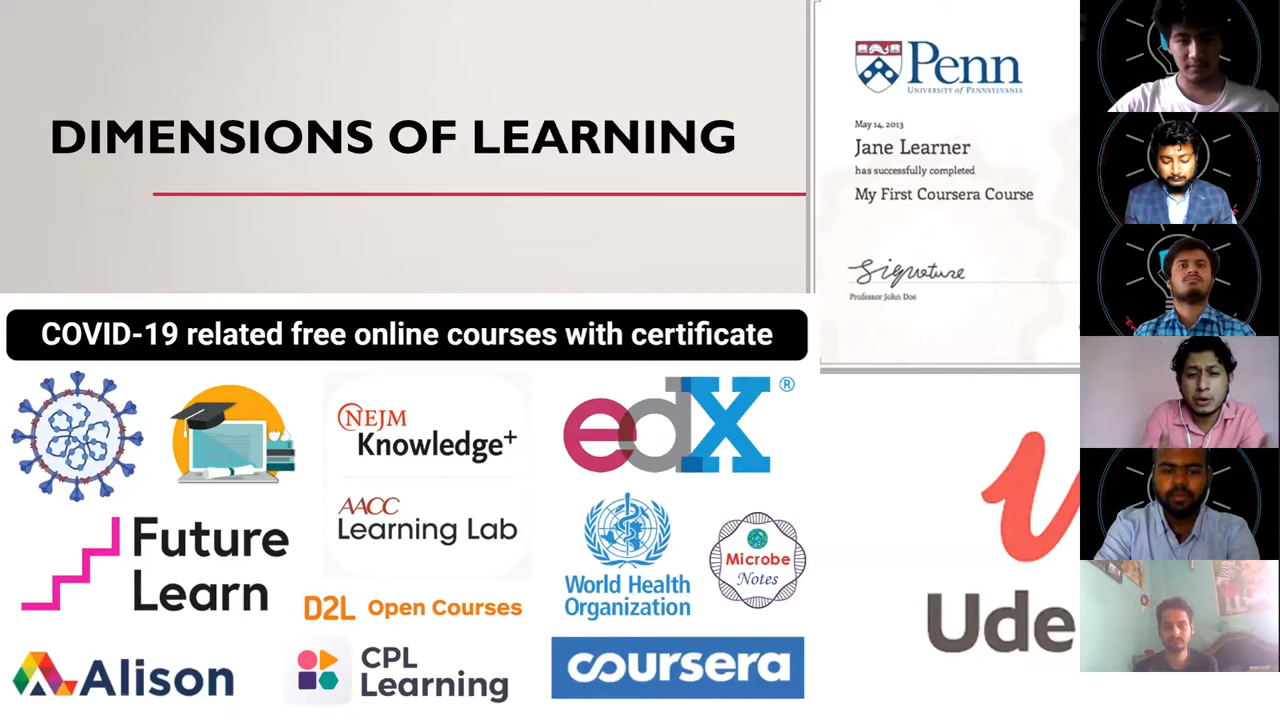 DIMENSIONS OF LEARNING
Penn
UNIVERSITY of PENNSYLVANIA
May 14, 2013
Jane Learner
has successfully completed
My First Coursera Course
Signature
Professor John Doe
COVID-19 related free online courses with certificate
NEJM
Knowledge+
edX®
AACC
Learning Lab
Future
Learn
World Health
Organization
Microbe
Notes
D2L Open Courses
Ude
Alison
CPL
Learning
coursera